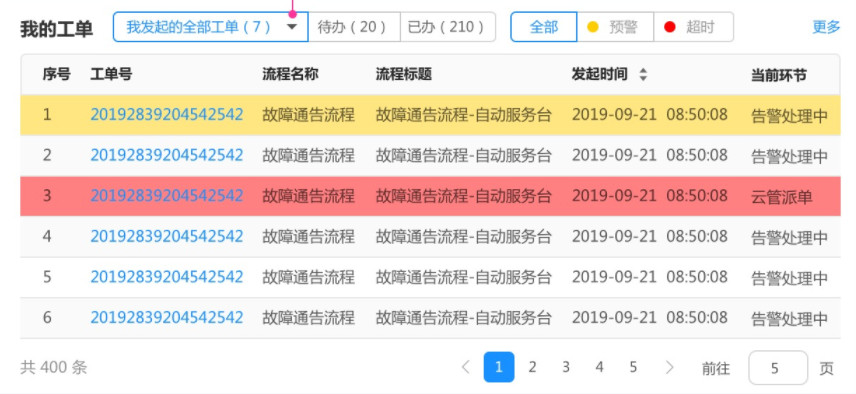 我的工单 我发起的全部工单（7） 待办（20） 已办（210） 全部 预警 超时 更多
序号 工单号 流程名称 流程标题 发起时间 当前环节
1 20192839204542542 故障通告流程 故障通告流程-自动服务台 2019-09-21 08:50:08 告警处理中
2 20192839204542542 故障通告流程 故障通告流程-自动服务台 2019-09-21 08:50:08 告警处理中
3 20192839204542542 故障通告流程 故障通告流程-自动服务台 2019-09-21 08:50:08 云管派单
4 20192839204542542 故障通告流程 故障通告流程-自动服务台 2019-09-21 08:50:08 告警处理中
5 20192839204542542 故障通告流程 故障通告流程-自动服务台 2019-09-21 08:50:08 告警处理中
6 20192839204542542 故障通告流程 故障通告流程-自动服务台 2019-09-21 08:50:08 告警处理中
共 400 条 < 1 2 3 4 5 > 前往 5 页